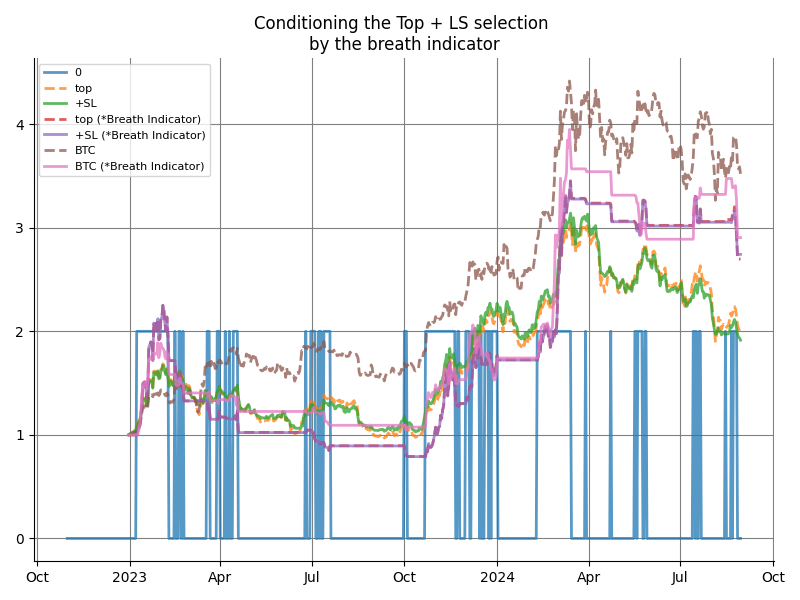 Conditioning the Top + LS selection
by the breath indicator
0
top
+SL
top (*Breath Indicator)
+SL (*Breath Indicator)
BTC
BTC (*Breath Indicator)
4
3
2
1
0
Oct
2023
Apr
Jul
Oct
2024
Apr
Jul
Oct